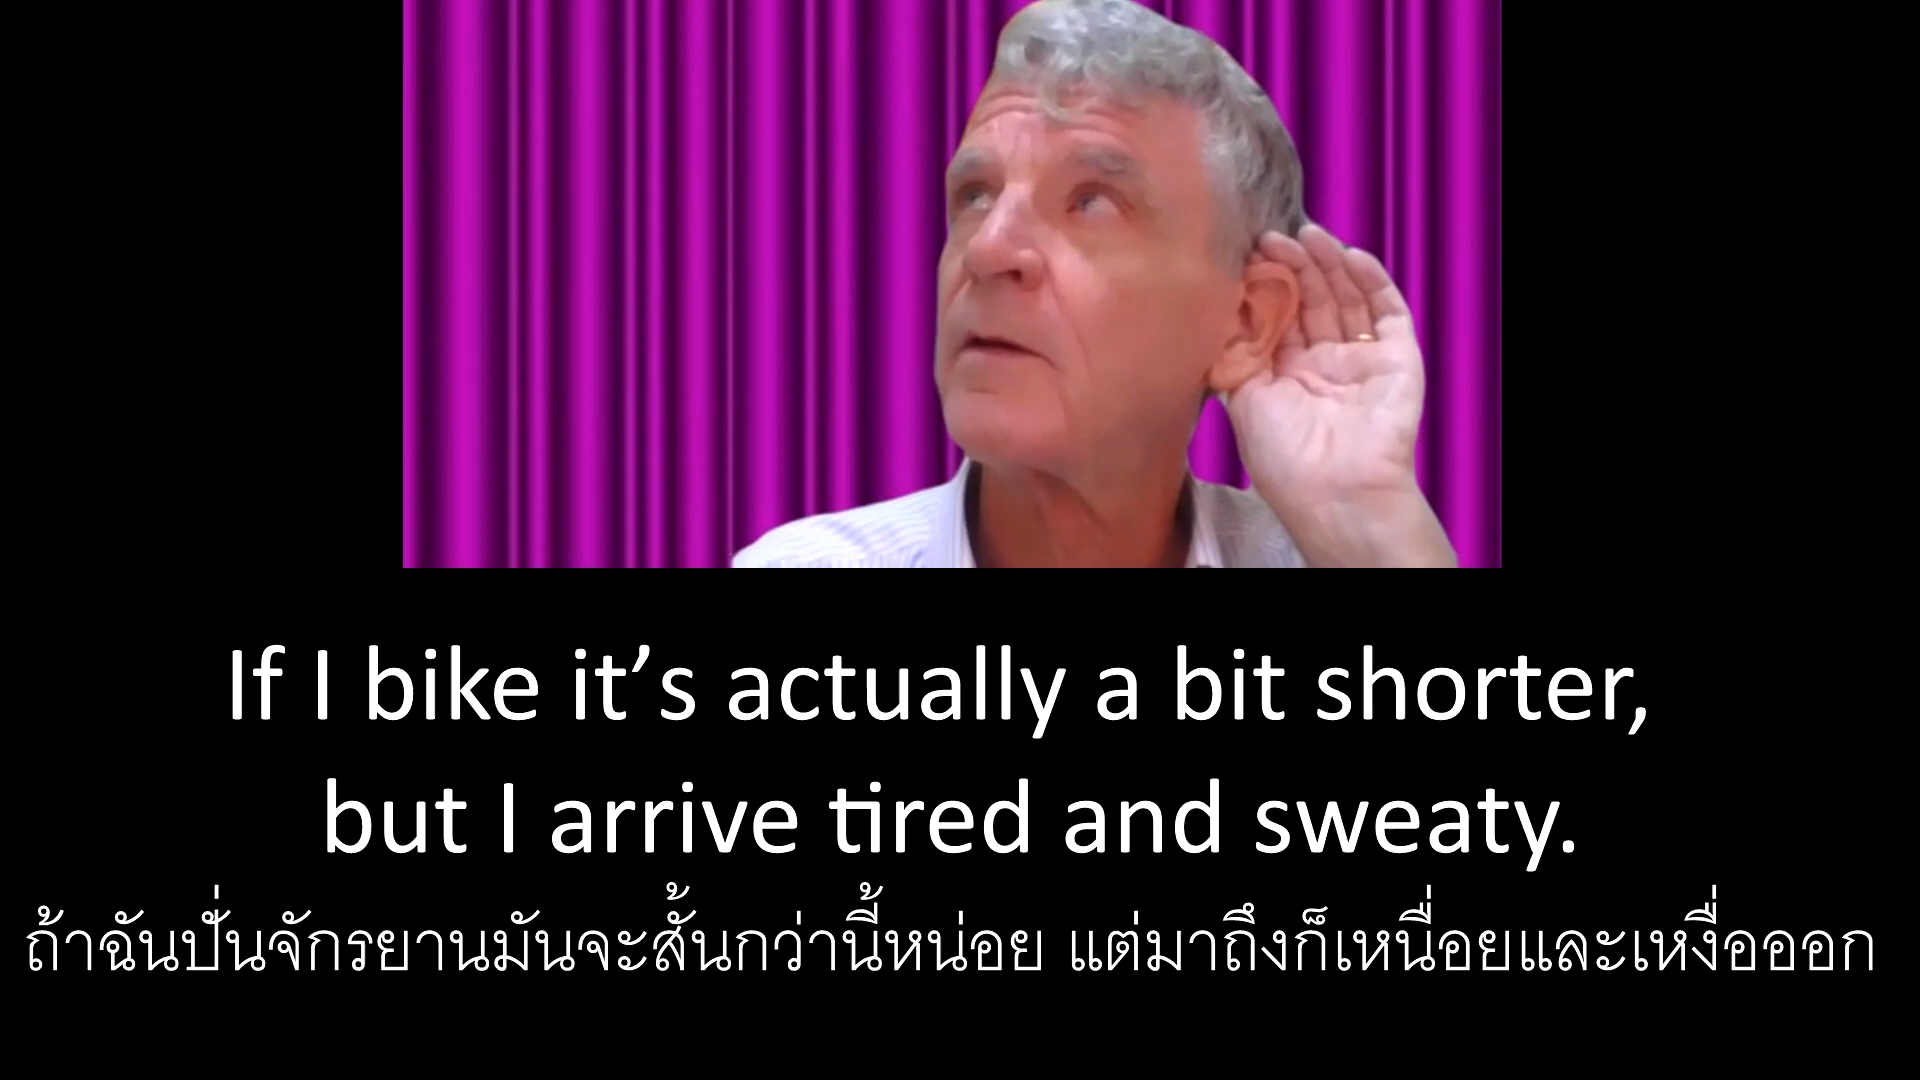 If I bike it’s actually a bit shorter,
but I arrive tired and sweaty.
ถ้าฉันปั่นจักรยานมันจะสั้นกว่านี้หน่อย แต่มาถึงก็เหนื่อยและเหงื่อออก